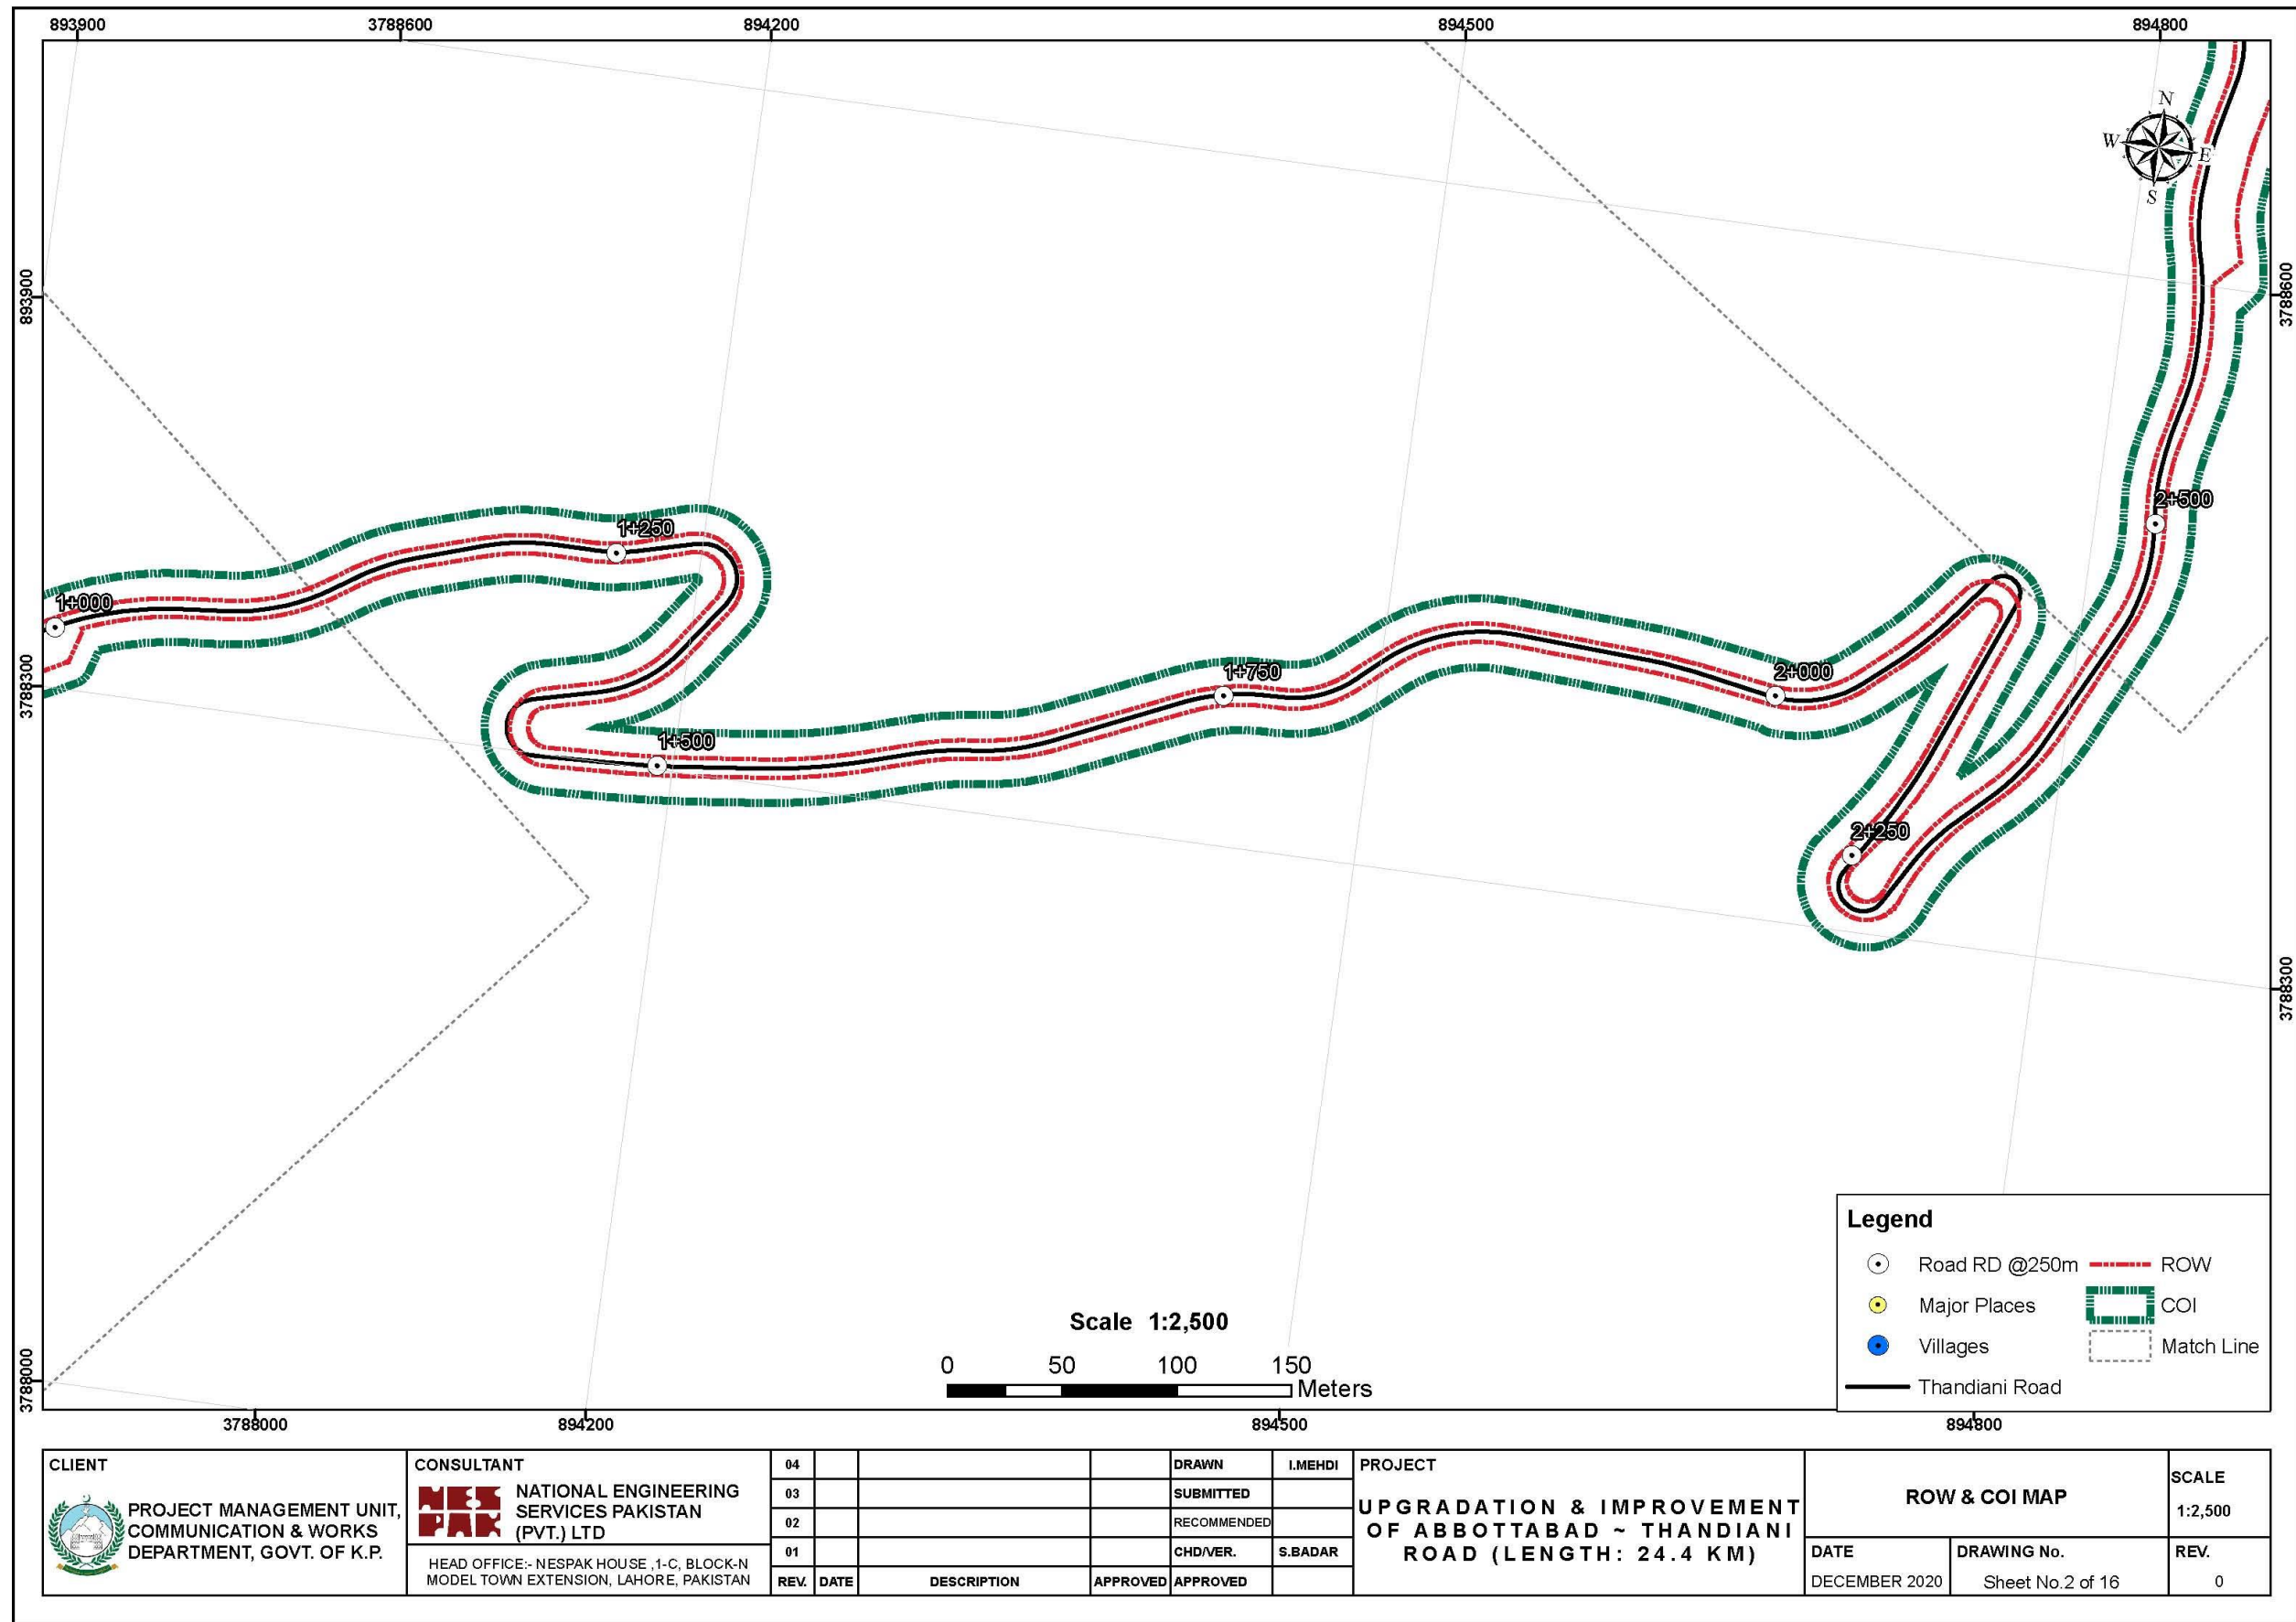 893900
3788600
894200
894500
894800
893900
3788300
3788000
3788600
3788300
N
W
E
S
1+000
1+250
1+500
1+750
2+000
2+250
2+500
Scale 1:2,500
0 50 100 150
Meters
Legend
Road RD @250m
ROW
Major Places
COI
Villages
Match Line
Thandiani Road
3788000
894200
894500
894800
CLIENT
PROJECT MANAGEMENT UNIT,
COMMUNICATION & WORKS
DEPARTMENT, GOVT. OF K.P.
CONSULTANT
NES
PAK
NATIONAL ENGINEERING
SERVICES PAKISTAN
(PVT.) LTD
HEAD OFFICE:- NESPAK HOUSE ,1-C, BLOCK-N
MODEL TOWN EXTENSION, LAHORE, PAKISTAN
04 DRAWN I.MEHDI
03 SUBMITTED
02 RECOMMENDED
01 CHD/VER. S.BADAR
REV. DATE DESCRIPTION APPROVED APPROVED
PROJECT
UPGRADATION & IMPROVEMENT
OF ABBOTTABAD ~ THANDIANI
ROAD (LENGTH: 24.4 KM)
ROW & COI MAP
SCALE
1:2,500
DATE
DECEMBER 2020
DRAWING No.
Sheet No.2 of 16
REV.
0